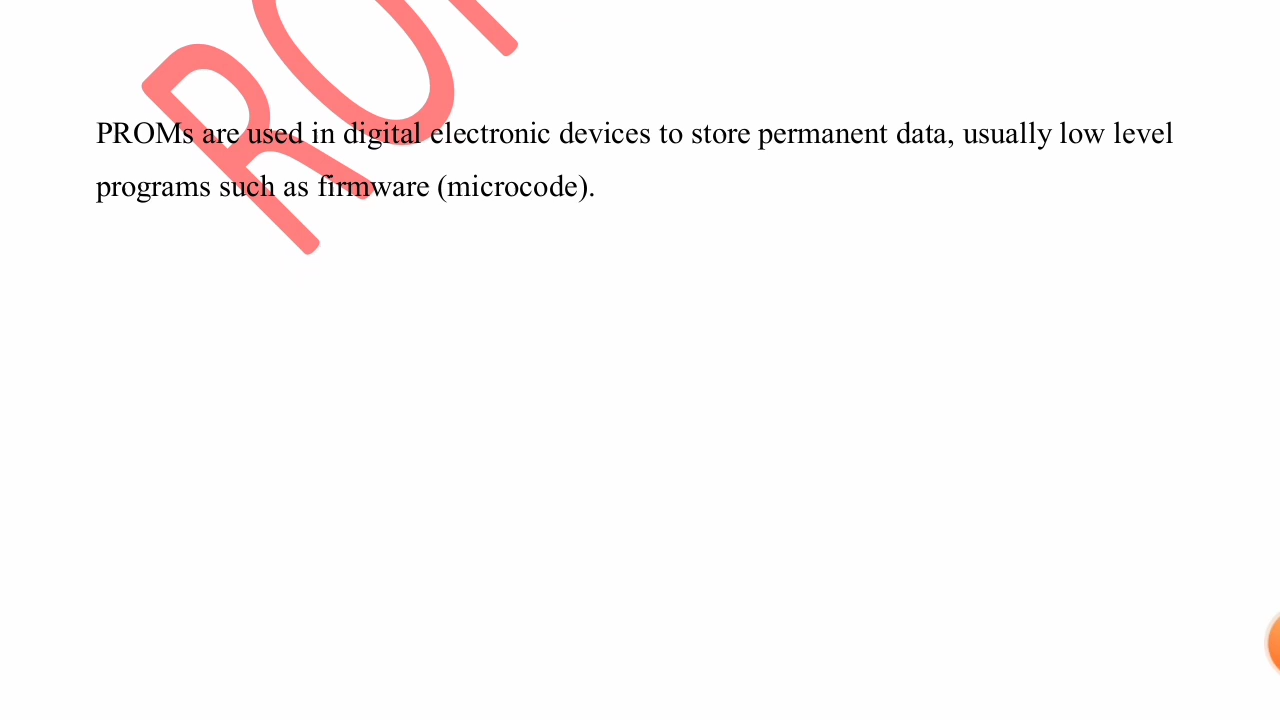 PROMs are used in digital electronic devices to store permanent data, usually low level
programs such as firmware (microcode).